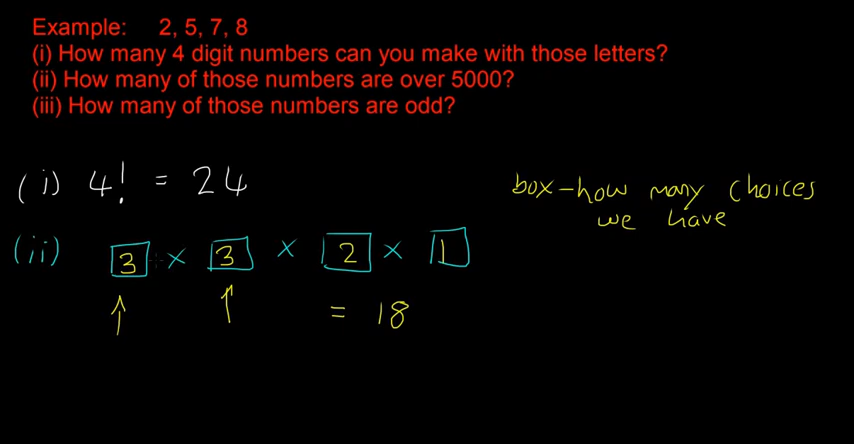 Example: 2, 5, 7, 8
(i) How many 4 digit numbers can you make with those letters?
(ii) How many of those numbers are over 5000?
(iii) How many of those numbers are odd?
(i) 4! = 24
box – how many choices
we have
(ii) 3 × 3 × 2 × 1
= 18